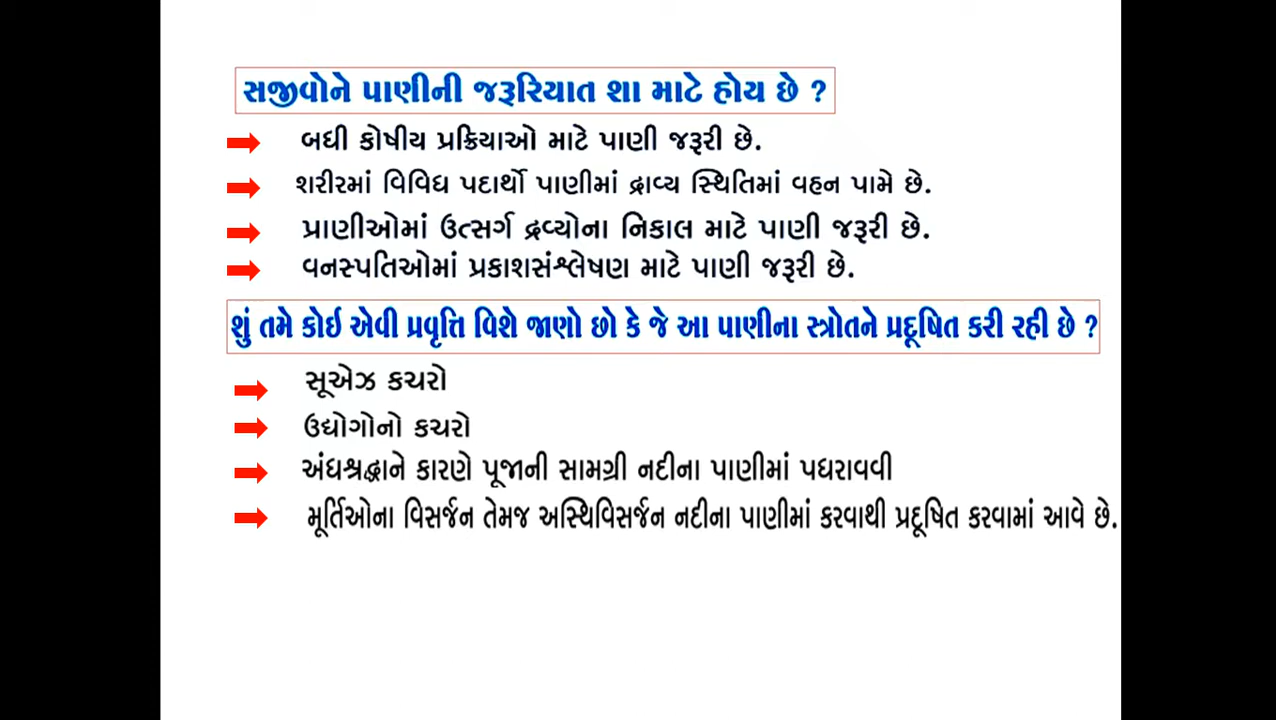 સજીવોને પાણીની જરૂરિયાત શા માટે હોય છે ?
બધી કોષીય પ્રક્રિયાઓ માટે પાણી જરૂરી છે.
શરીરમાં વિવિધ પદાર્થો પાણીમાં દ્રાવ્ય સ્થિતિમાં વહન પામે છે.
પ્રાણીઓમાં ઉત્સર્ગ દ્રવ્યોના નિકાલ માટે પાણી જરૂરી છે.
વનસ્પતિઓમાં પ્રકાશસંશ્લેષણ માટે પાણી જરૂરી છે.
શું તમે કોઇ એવી પ્રવૃત્તિ વિશે જાણો છો કે જે આ પાણીના સ્ત્રોતને પ્રદૂષિત કરી રહી છે ?
સૂએઝ કચરો
ઉદ્યોગોનો કચરો
અંધશ્રદ્ધાને કારણે પૂજાની સામગ્રી નદીના પાણીમાં પધરાવવી
મૂર્તિઓના વિસર્જન તેમજ અસ્થિવિસર્જન નદીના પાણીમાં કરવાથી પ્રદૂષિત કરવામાં આવે છે.